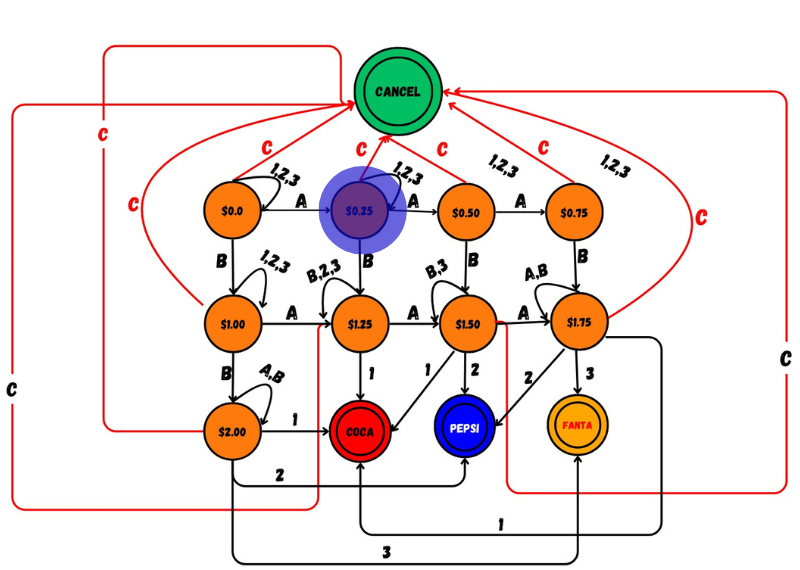 CANCEL
C
C
C
C
C
1,2,3
1,2,3
1,2,3
1,2,3
$0.0
A
$0.25
A
$0.50
A
$0.75
C
C
B
B
B
B
1,2,3
B,2,3
B,3
A,B
$1.00
A
$1.25
A
$1.50
A
$1.75
C
C
B
A,B
1
1
2
2
3
$2.00
1
COCA
PEPSI
FANTA
2
1
3